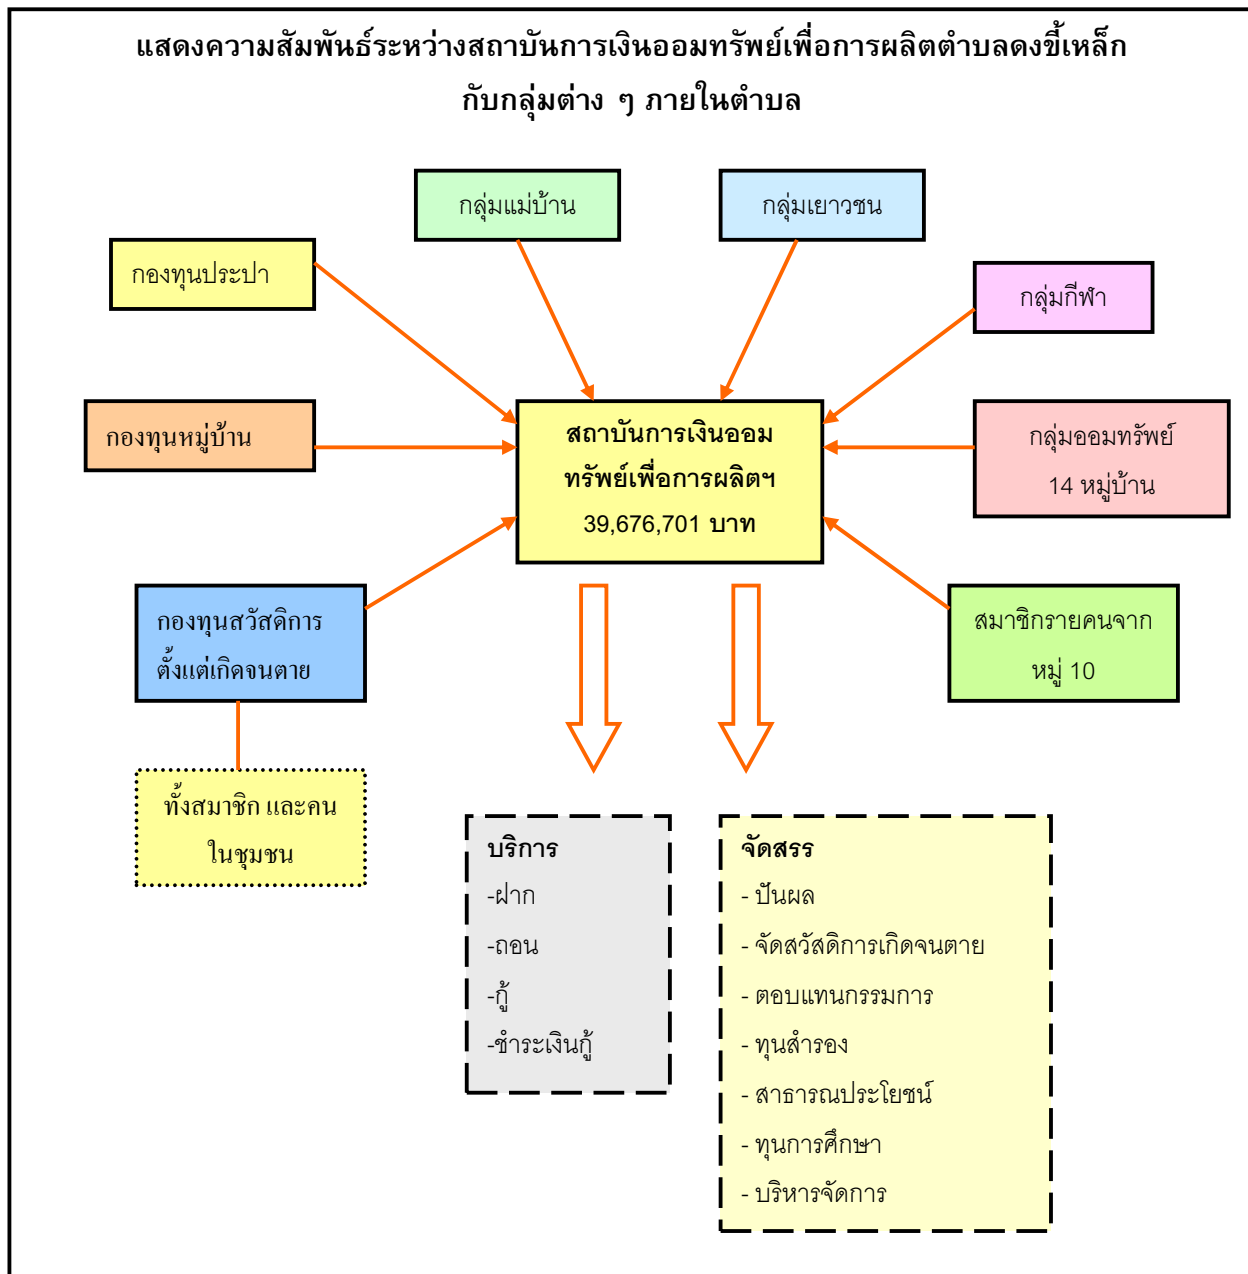 แสดงความสัมพันธ์ระหว่างสถาบันการเงินออมทรัพย์เพื่อการผลิตตำบลดงขี้เหล็ก
กับกลุ่มต่าง ๆ ภายในตำบล
กลุ่มแม่บ้าน
กลุ่มเยาวชน
กองทุนประปา
กลุ่มกีฬา
กองทุนหมู่บ้าน
สถาบันการเงินออม
ทรัพย์เพื่อการผลิตฯ
39,676,701 บาท
กลุ่มออมทรัพย์
14 หมู่บ้าน
กองทุนสวัสดิการ
ตั้งแต่เกิดจนตาย
สมาชิกรายคนจาก
หมู่ 10
ทั้งสมาชิก และคน
ในชุมชน
บริการ
-ฝาก
-ถอน
-กู้
-ชำระเงินกู้
จัดสรร
- ปันผล
- จัดสวัสดิการเกิดจนตาย
- ตอบแทนกรรมการ
- ทุนสำรอง
- สาธารณประโยชน์
- ทุนการศึกษา
- บริหารจัดการ